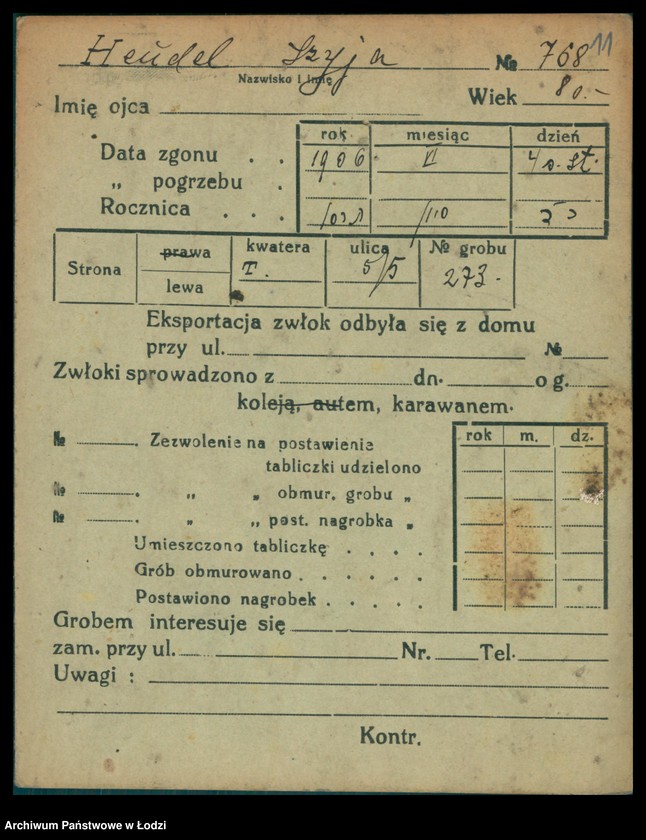 Heudel Szyja № 768 11
Nazwisko i Imię
Wiek 80.-
Imię ojca
rok miesiąc dzień
Data zgonu . . 1906 VI
„ pogrzebu .
Rocznica . . .
Strona prawa lewa kwatera T. ulica 5/5 № grobu 273.
Eksportacja zwłok odbyła się z domu
przy ul. №
Zwłoki sprowadzono z dn. o g.
koleją, autem, karawanem.
rok m. dz.
№ . Zezwolenie na postawienie
tabliczki udzielono
№ . „ „ obmur. grobu „
№ . „ „ post. nagrobka „
Umieszczono tabliczkę . . . .
Grób obmurowano . . . . . .
Postawiono nagrobek . . . . .
Grobem interesuje się
zam. przy ul. Nr. Tel.
Uwagi :
Kontr.
Archiwum Państwowe w Łodzi